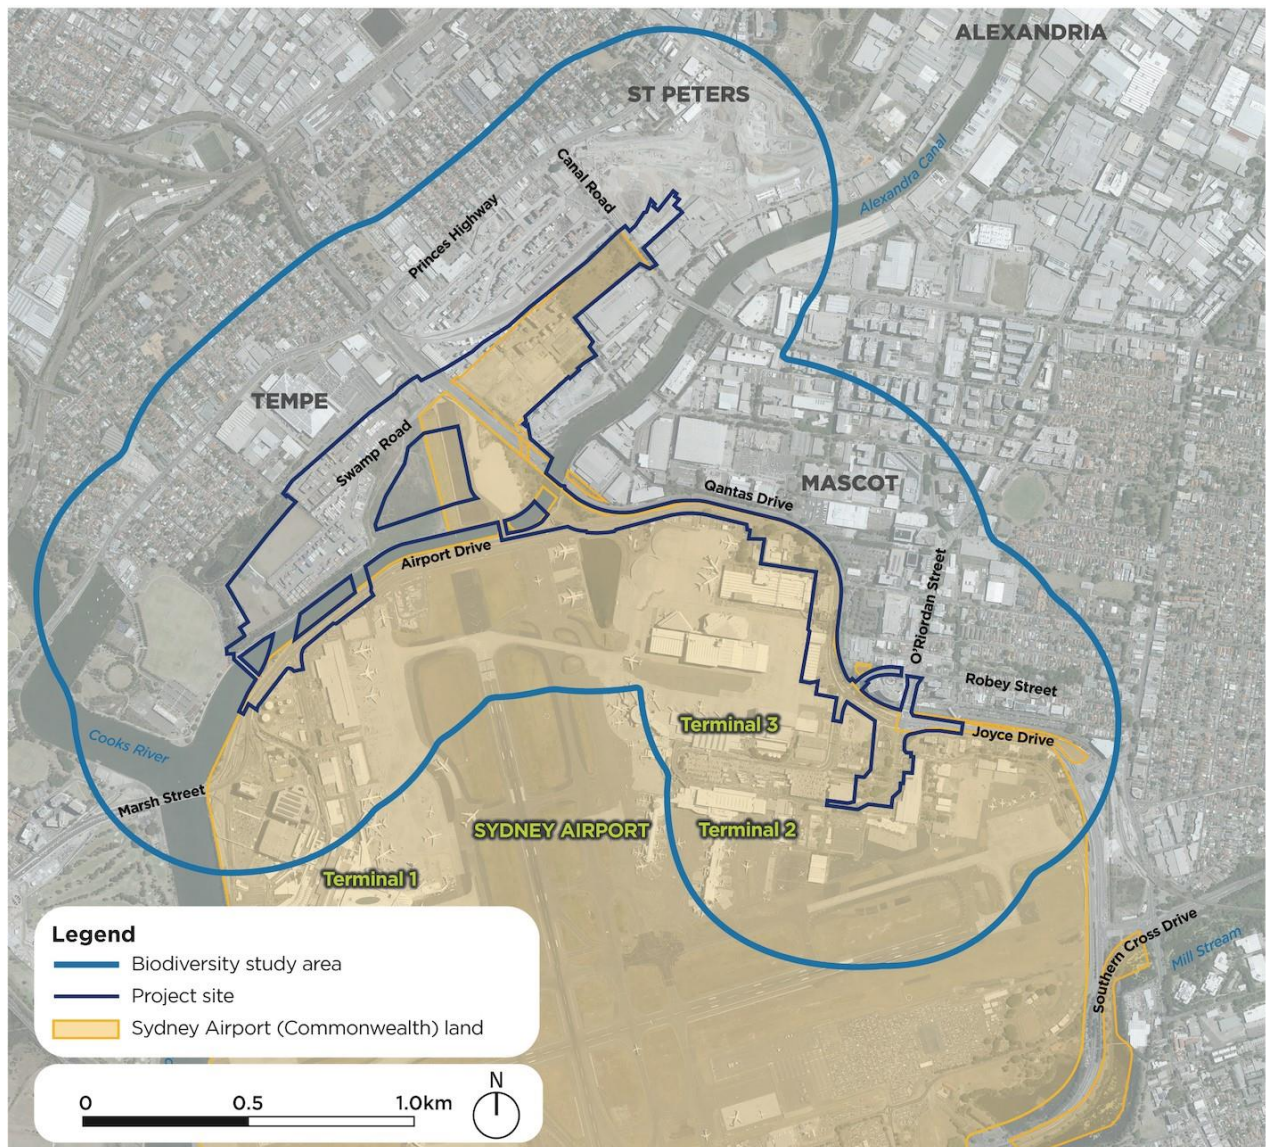 ALEXANDRIA
ST PETERS
Canal Road
Alexandra Canal
Princes Highway
TEMPE
Swamp Road
MASCOT
Qantas Drive
Airport Drive
O'Riordan Street
Robey Street
Terminal 3
Joyce Drive
Cooks River
Marsh Street
SYDNEY AIRPORT
Terminal 2
Terminal 1
Southern Cross Drive
Mill Stream
Legend
Biodiversity study area
Project site
Sydney Airport (Commonwealth) land
0 0.5 1.0km
N